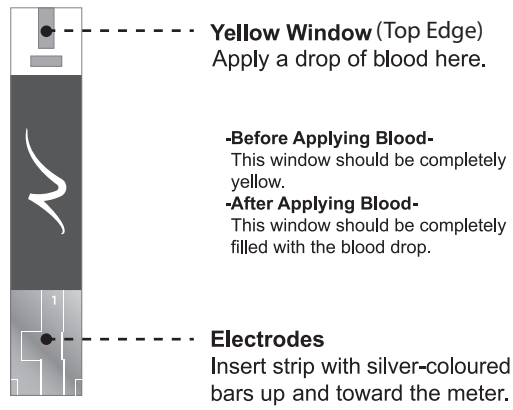 Yellow Window (Top Edge)
Apply a drop of blood here.
-Before Applying Blood-
This window should be completely
yellow.
-After Applying Blood-
This window should be completely
filled with the blood drop.
1
Electrodes
Insert strip with silver-coloured
bars up and toward the meter.